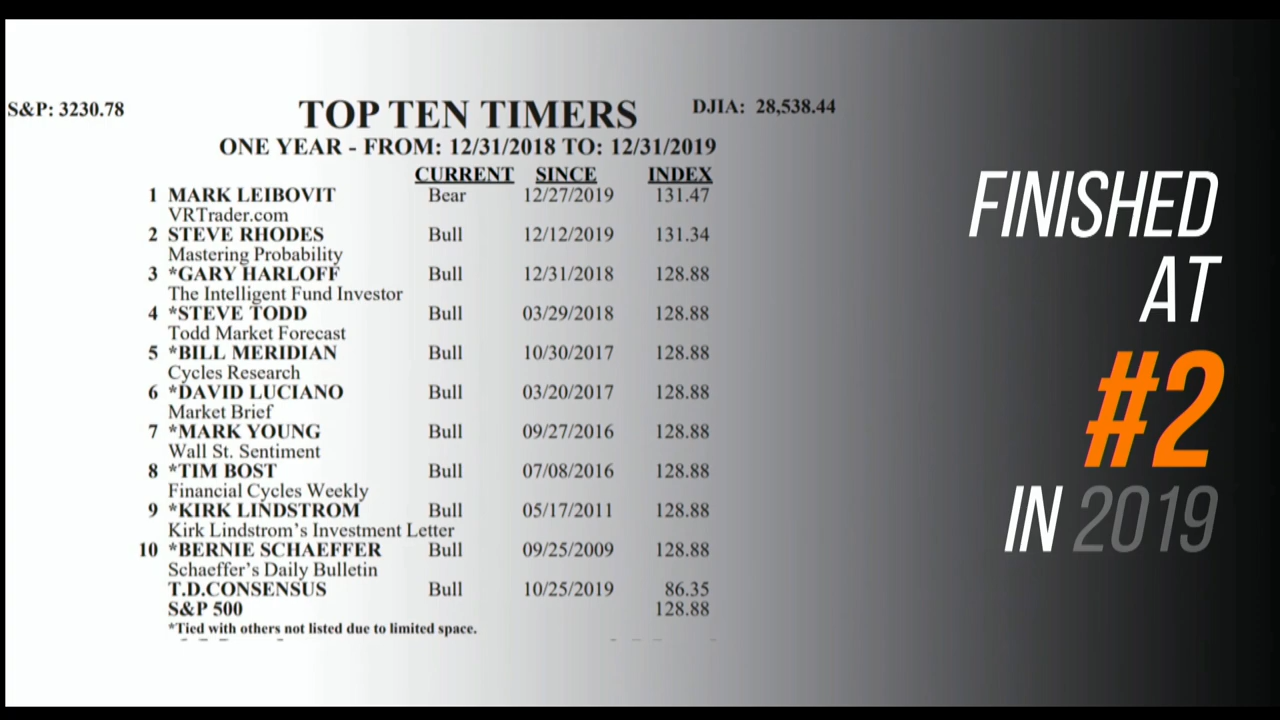 S&P: 3230.78
TOP TEN TIMERS
DJIA: 28,538.44
ONE YEAR - FROM: 12/31/2018 TO: 12/31/2019
CURRENT SINCE INDEX
1 MARK LEIBOVIT Bear 12/27/2019 131.47
VRTrader.com
2 STEVE RHODES Bull 12/12/2019 131.34
Mastering Probability
3 *GARY HARLOFF Bull 12/31/2018 128.88
The Intelligent Fund Investor
4 *STEVE TODD Bull 03/29/2018 128.88
Todd Market Forecast
5 *BILL MERIDIAN Bull 10/30/2017 128.88
Cycles Research
6 *DAVID LUCIANO Bull 03/20/2017 128.88
Market Brief
7 *MARK YOUNG Bull 09/27/2016 128.88
Wall St. Sentiment
8 *TIM BOST Bull 07/08/2016 128.88
Financial Cycles Weekly
9 *KIRK LINDSTROM Bull 05/17/2011 128.88
Kirk Lindstrom's Investment Letter
10 *BERNIE SCHAEFFER Bull 09/25/2009 128.88
Schaeffer's Daily Bulletin
T.D.CONSENSUS Bull 10/25/2019 86.35
S&P 500 128.88
*Tied with others not listed due to limited space.
FINISHED
AT
#2
IN 2019